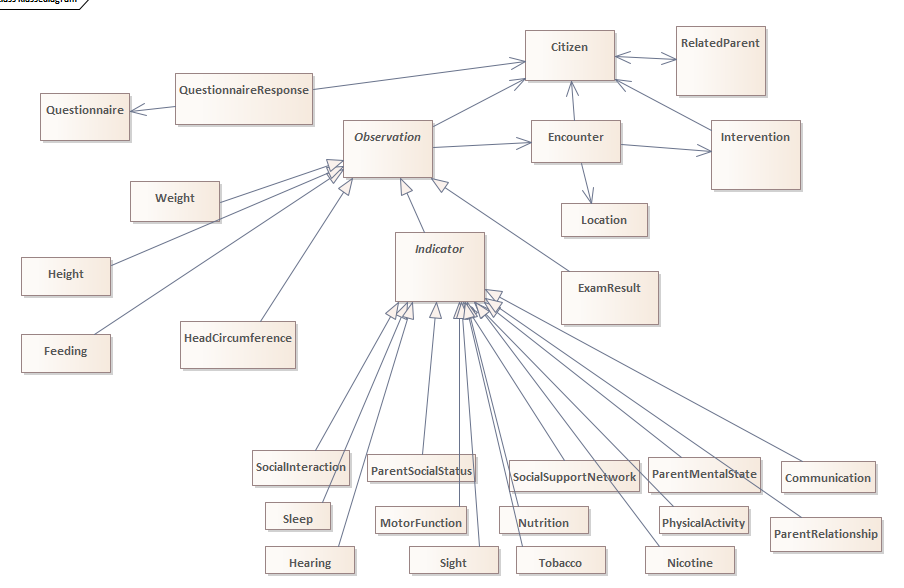 Citizen
RelatedParent
QuestionnaireResponse
Questionnaire
Observation
Encounter
Intervention
Weight
Location
Indicator
Height
ExamResult
HeadCircumference
Feeding
SocialInteraction
ParentSocialStatus
SocialSupportNetwork
ParentMentalState
Communication
Sleep
MotorFunction
Nutrition
PhysicalActivity
ParentRelationship
Hearing
Sight
Tobacco
Nicotine